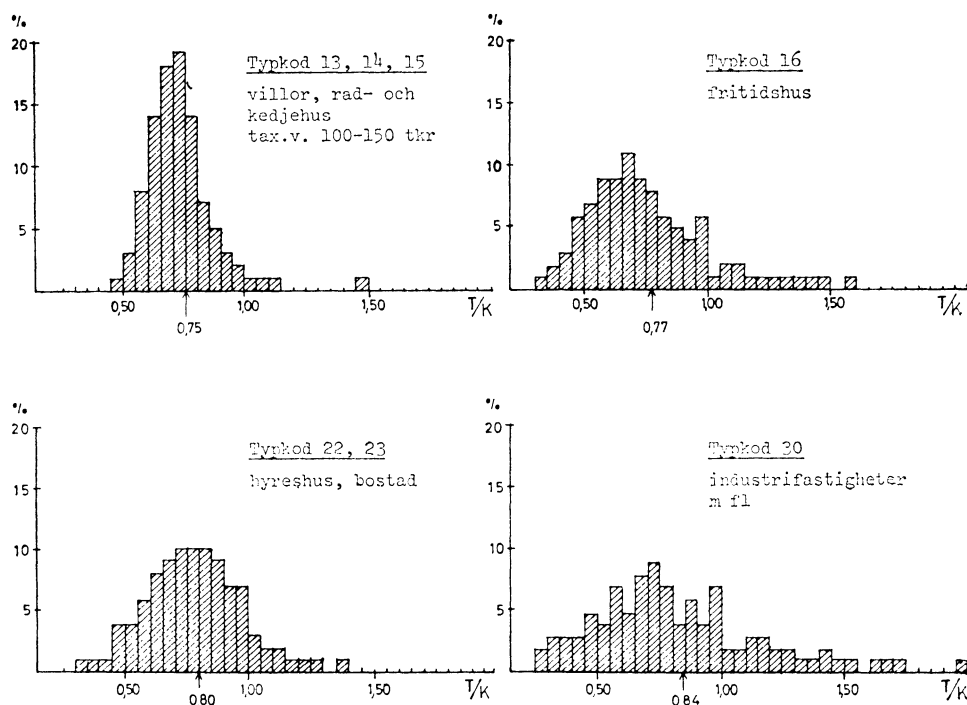 %
20
15
10
5
Typkod 13, 14, 15
villor, rad- och
kedjehus
tax.v. 100-150 tkr
0,50
1,00
1,50
T/K
0,75
%
20
15
10
5
Typkod 16
fritidshus
0,50
1,00
1,50
T/K
0,77
%
20
15
10
5
Typkod 22, 23
hyreshus, bostad
0,50
1,00
1,50
T/K
0.80
%
20
15
10
5
Typkod 30
industrifastigheter
m fl
0,50
1,00
1,50
T/K
0.84